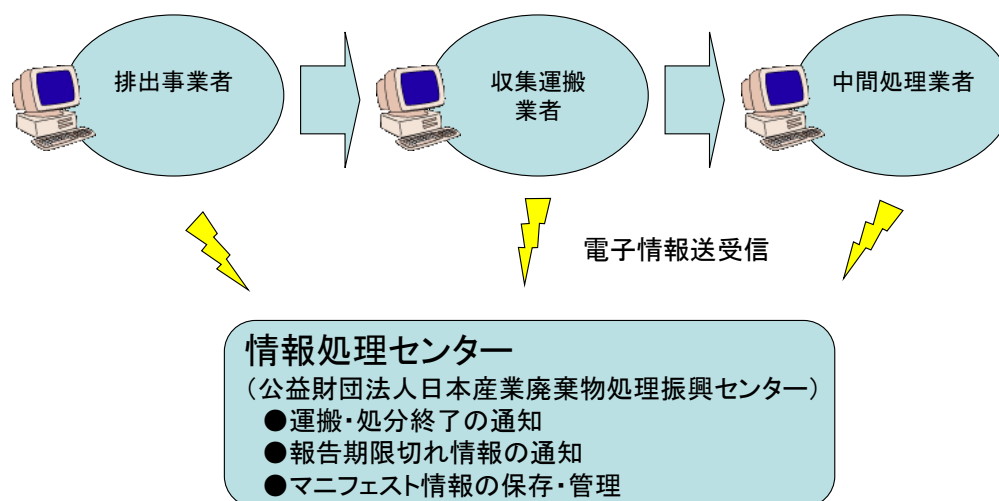 排出事業者
収集運搬
業者
中間処理業者
電子情報送受信
情報処理センター
（公益財団法人日本産業廃棄物処理振興センター）
●運搬・処分終了の通知
●報告期限切れ情報の通知
●マニフェスト情報の保存・管理